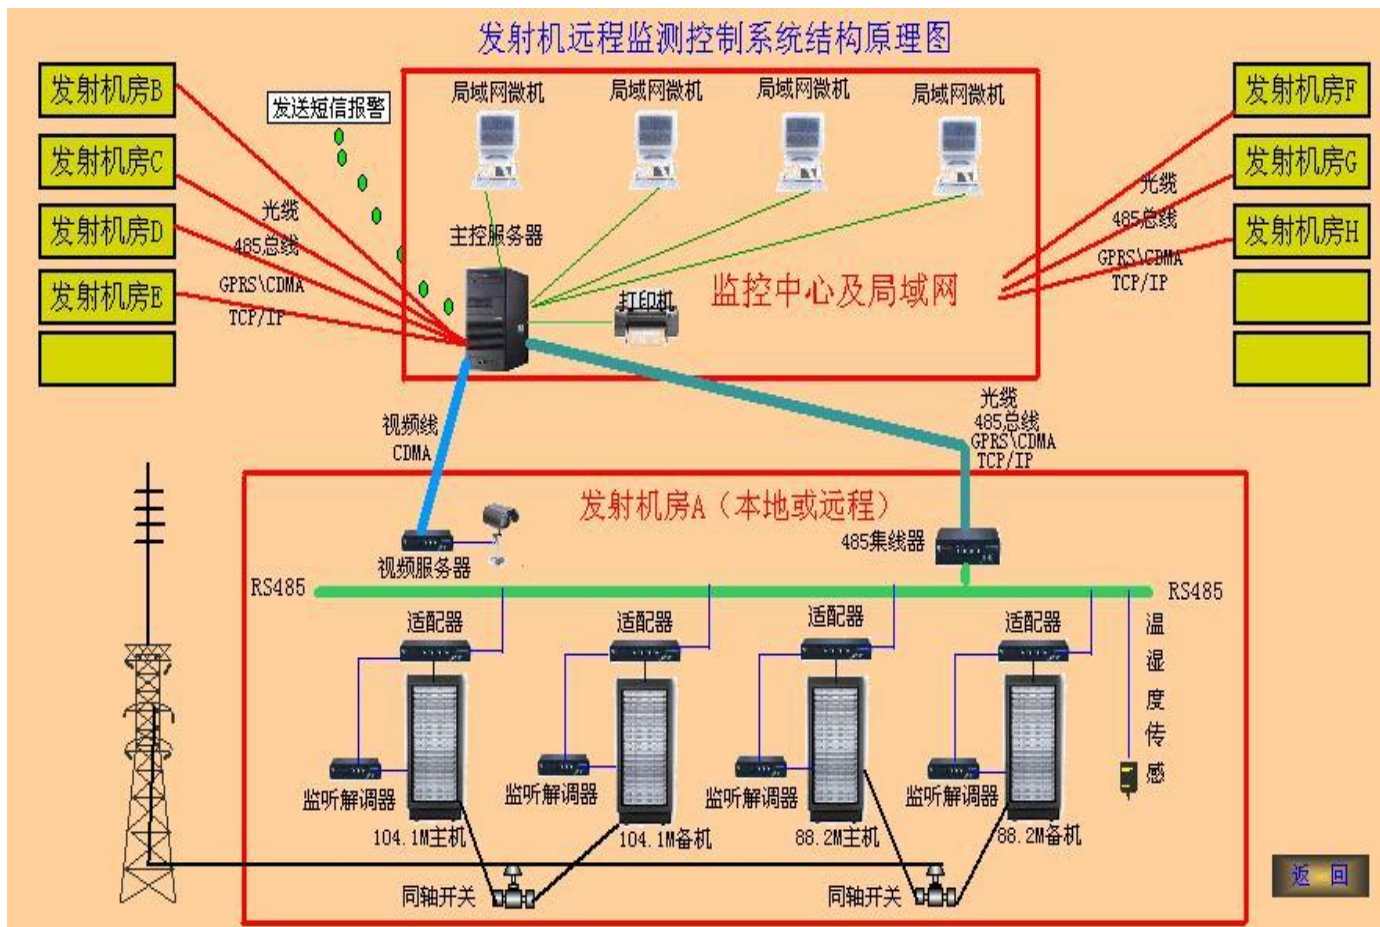 发射机远程监测控制系统结构原理图
发射机房B
发射机房C
发射机房D
发射机房E
发送短信报警
光缆
485总线
GPRS\CDMA
TCP/IP
局域网微机
局域网微机
局域网微机
局域网微机
主控服务器
打印机
监控中心及局域网
发射机房F
发射机房G
发射机房H
光缆
485总线
GPRS\CDMA
TCP/IP
视频线
CDMA
光缆
485总线
GPRS\CDMA
TCP/IP
发射机房A（本地或远程）
视频服务器
485集线器
RS485
RS485
适配器
适配器
适配器
适配器
温
湿
度
传
感
监听解调器
监听解调器
监听解调器
监听解调器
104.1M主机
104.1M备机
88.2M主机
88.2M备机
同轴开关
同轴开关
返 回